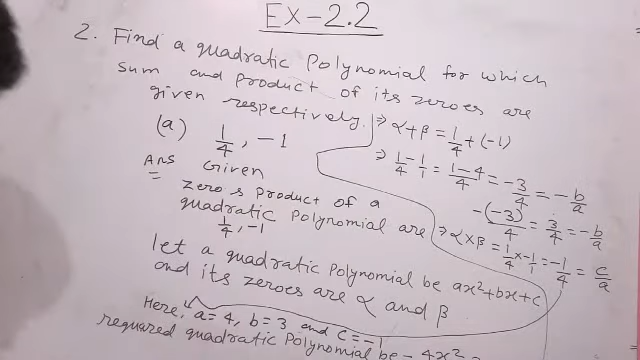 EX-2.2
2. Find a quadratic Polynomial for which
sum and product of its zeroes are
given respectively.
(a) 1/4, -1
Ans Given
zero's product of a
quadratic Polynomial are
1/4, -1
let a quadratic Polynomial be ax²+bx+c
and its zeroes are α and β
⇒ α+β = 1/4 + (-1)
⇒ 1/4 - 1/1 = 1-4/4 = -3/4 = -b/a
-(-3)/4 = 3/4 = -b/a
⇒ α×β = 1/4 × -1/1 = -1/4 = c/a
Here, a = 4, b = 3 and c = -1
requared quadratic Polynomial be - 4x²